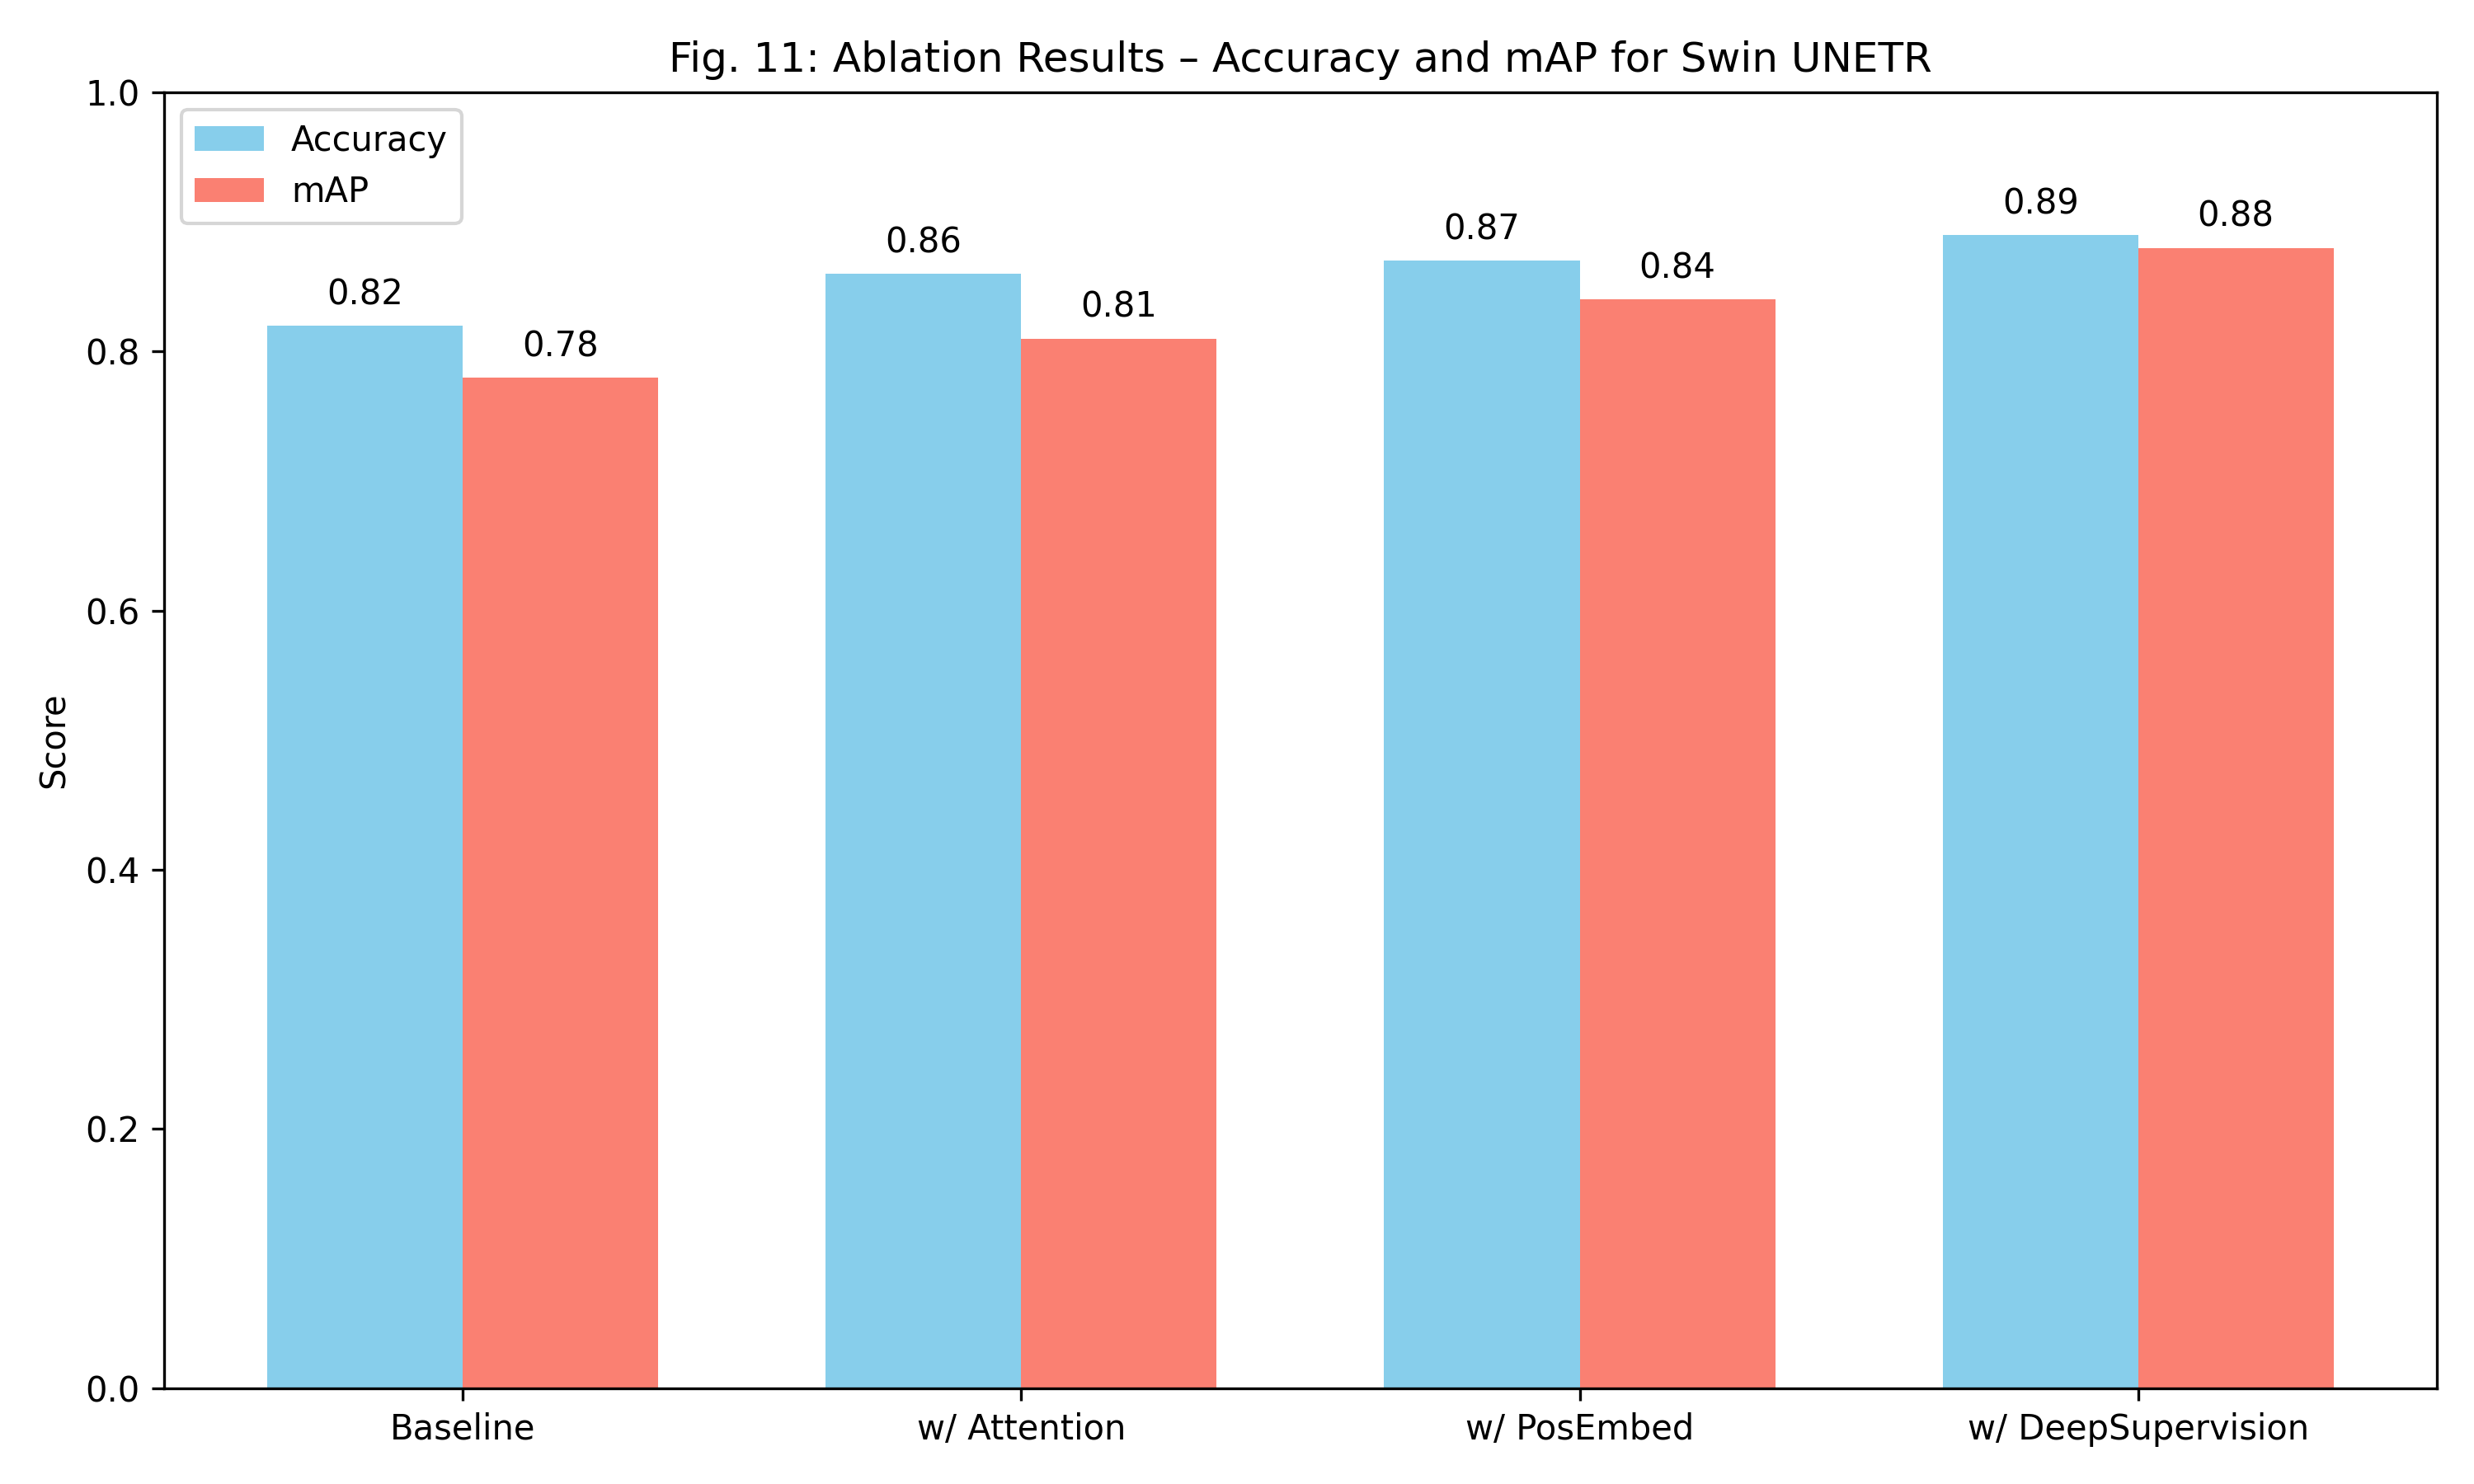 Fig. 11: Ablation Results – Accuracy and mAP for Swin UNETR
1.0
0.8
0.6
0.4
0.2
0.0
Score
Accuracy
mAP
0.82
0.78
0.86
0.81
0.87
0.84
0.89
0.88
Baseline
w/ Attention
w/ PosEmbed
w/ DeepSupervision